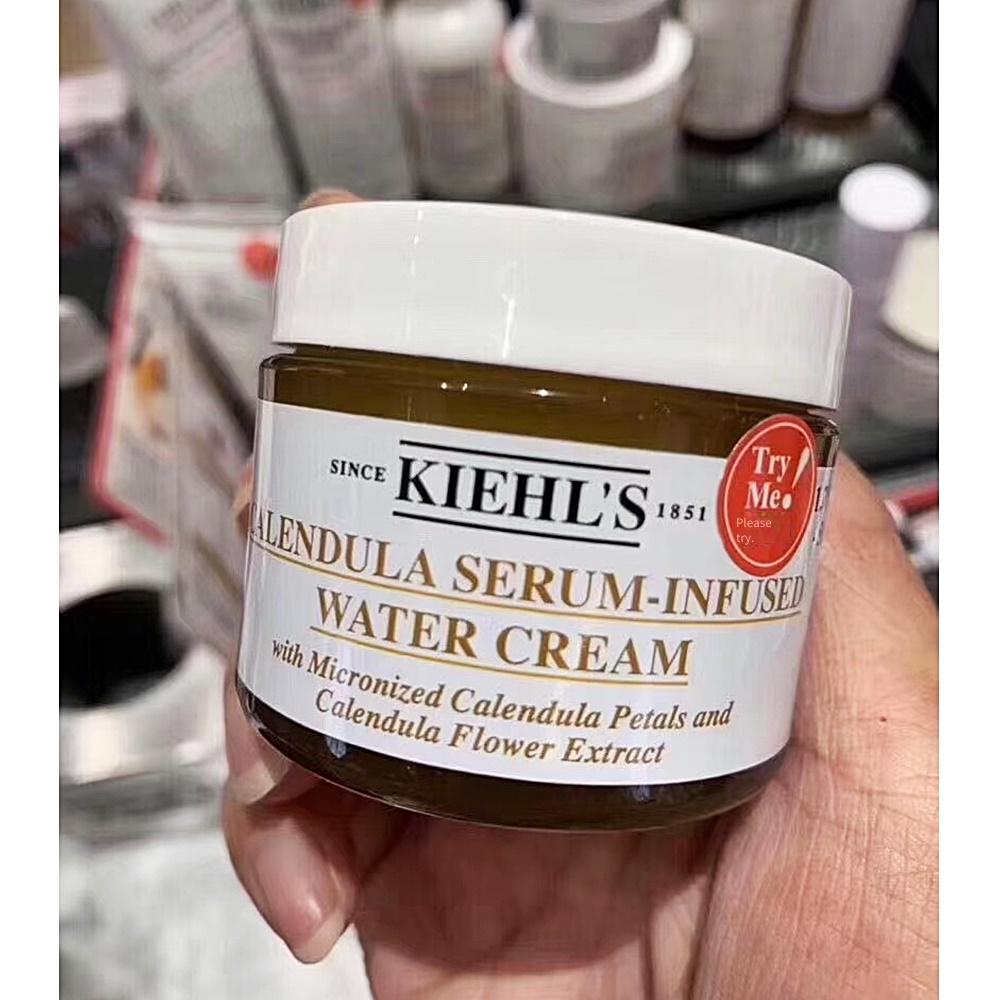 SINCE KIEHL'S 1851
Try
Me!
Please
try.
CALENDULA SERUM-INFUSED
WATER CREAM
with Micronized Calendula Petals and
Calendula Flower Extract